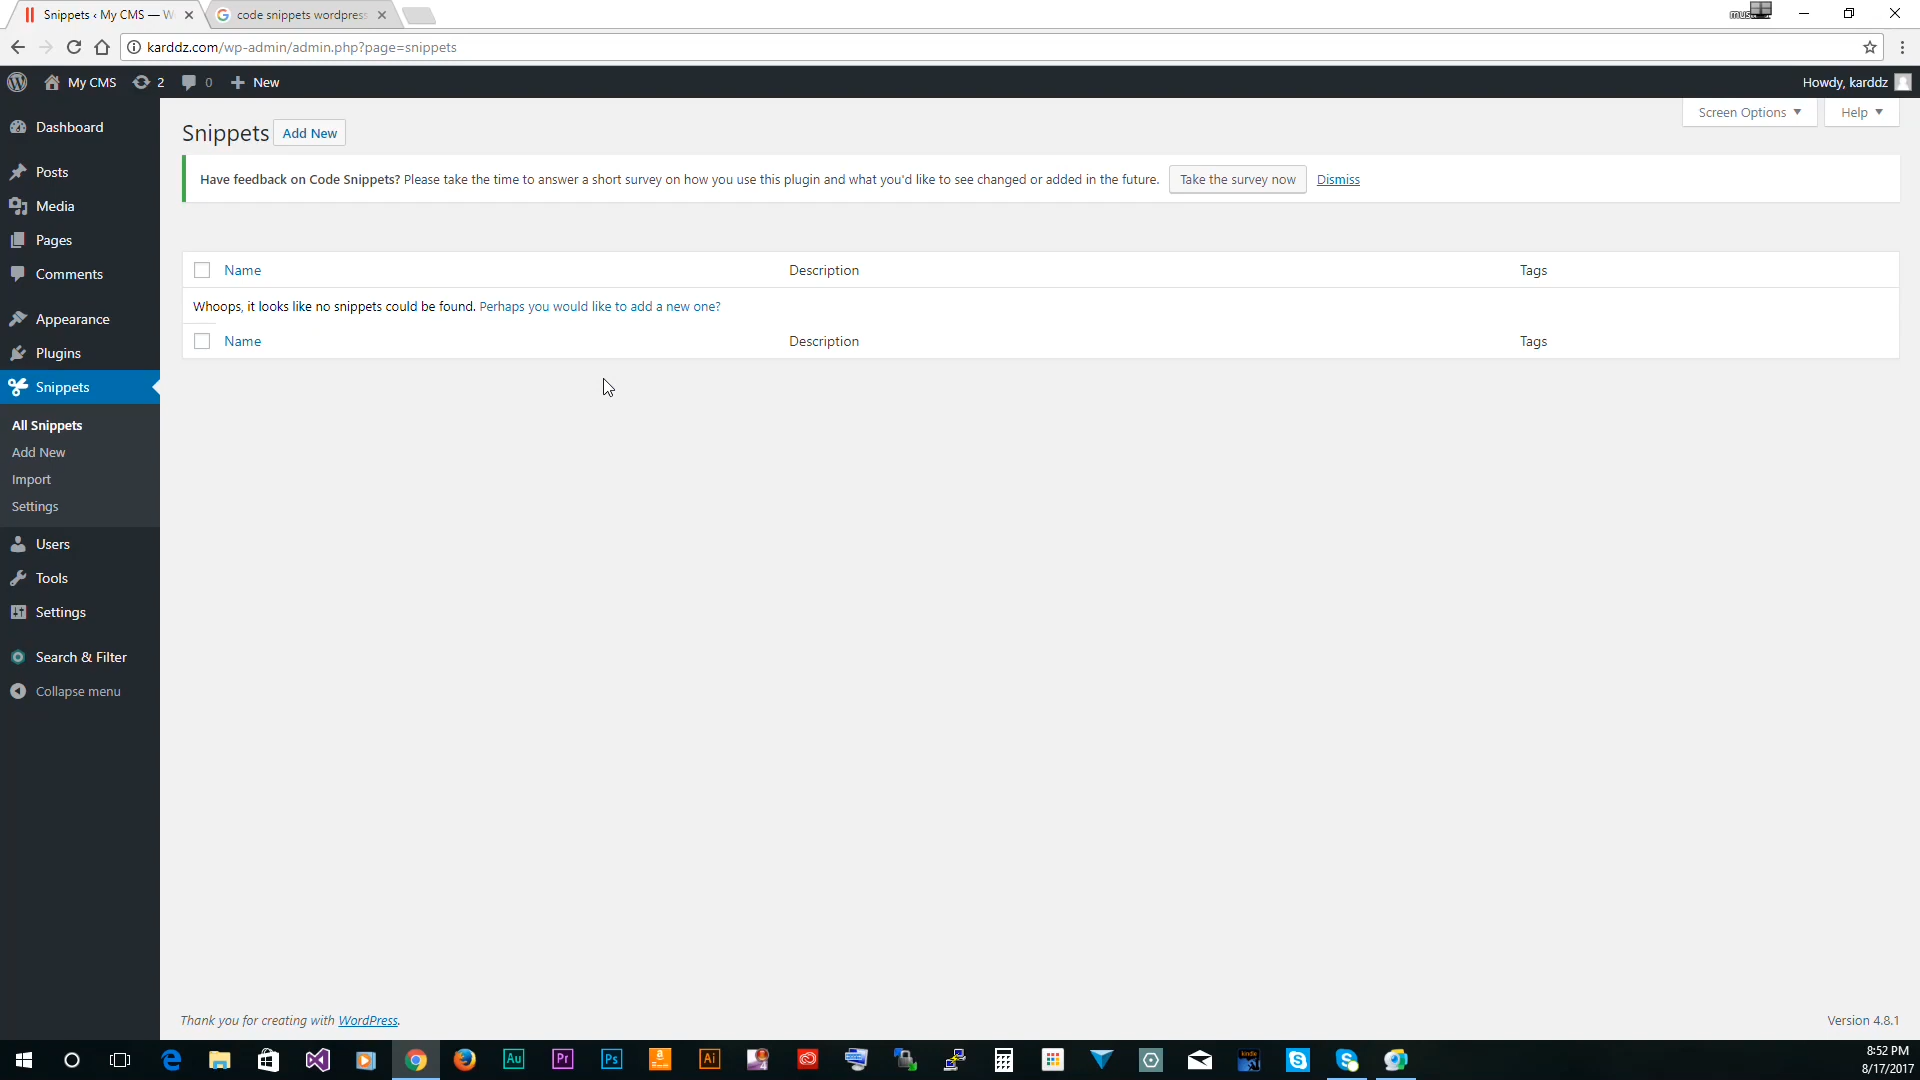 Snippets ‹ My CMS — W
code snippets wordpress
karddz.com/wp-admin/admin.php?page=snippets
My CMS 2 0 New
Howdy, karddz
Screen Options
Help
Dashboard
Posts
Media
Pages
Comments
Appearance
Plugins
Snippets
All Snippets
Add New
Import
Settings
Users
Tools
Settings
Search & Filter
Collapse menu
Snippets Add New
Have feedback on Code Snippets? Please take the time to answer a short survey on how you use this plugin and what you'd like to see changed or added in the future. Take the survey now Dismiss
Name Description Tags
Whoops, it looks like no snippets could be found. Perhaps you would like to add a new one?
Name Description Tags
Thank you for creating with WordPress.
Version 4.8.1
Au Pr Ps Ai
8:52 PM
8/17/2017